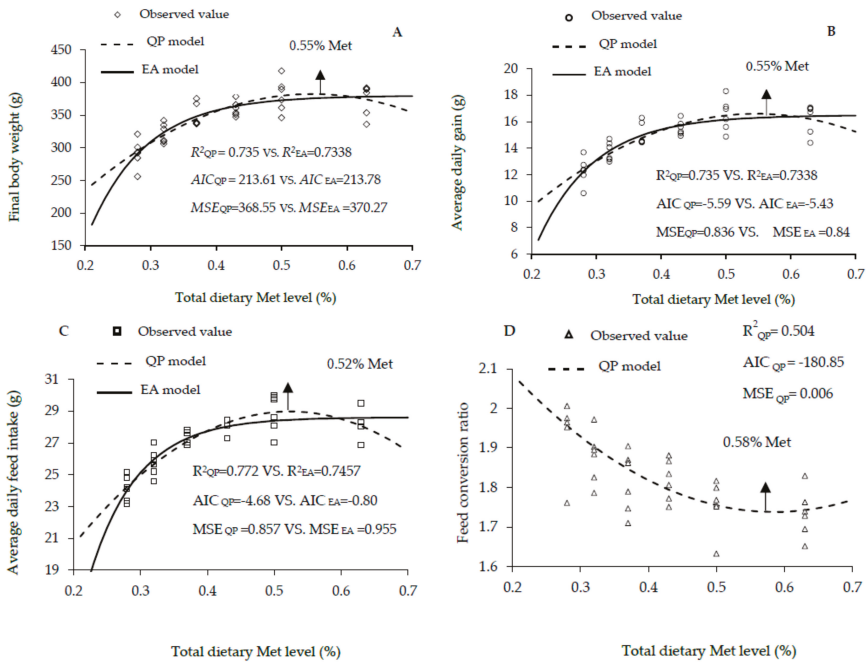 Observed value
QP model
EA model
A
0.55% Met
Final body weight (g)
450
400
350
300
250
200
150
R²QP = 0.735 VS. R²EA=0.7338
AICQP = 213.61 VS. AIC EA=213.78
MSEQP=368.55 VS. MSEEA =370.27
0.2 0.3 0.4 0.5 0.6 0.7
Total dietary Met level (%)
Observed value
QP model
EA model
B
0.55% Met
Average daily gain (g)
20
18
16
14
12
10
8
6
R²QP=0.735 VS. R²EA=0.7338
AIC QP=-5.59 VS. AIC EA=-5.43
MSEQP=0.836 VS. MSE EA = 0.84
0.2 0.3 0.4 0.5 0.6 0.7
Total dietary Met level (%)
C
Observed value
QP model
EA model
0.52% Met
Average daily feed intake (g)
31
29
27
25
23
21
19
R²QP=0.772 VS. R²EA=0.7457
AIC QP=-4.68 VS. AIC EA=-0.80
MSE QP =0.857 VS. MSE EA =0.955
0.2 0.3 0.4 0.5 0.6 0.7
Total dietary Met level (%)
D
Observed value
QP model
R²QP= 0.504
AIC QP = -180.85
MSE QP = 0.006
0.58% Met
Feed conversion ratio
2.1
2
1.9
1.8
1.7
1.6
0.2 0.3 0.4 0.5 0.6 0.7
Total dietary Met level (%)